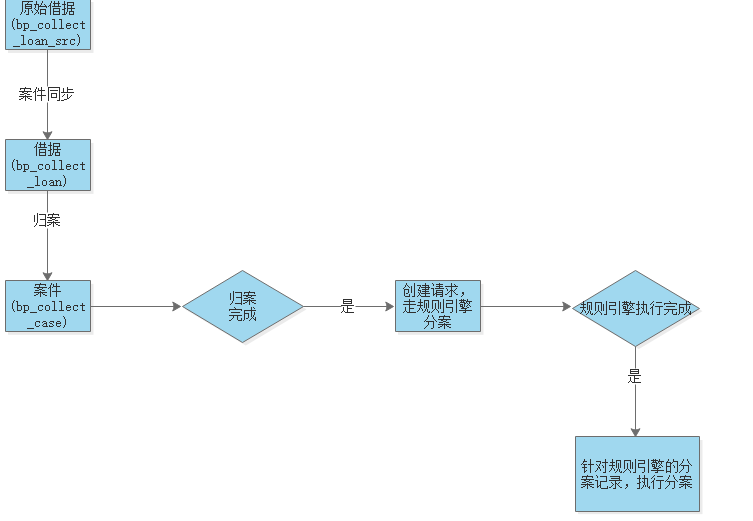 原始借据
(bp_collect
_loan_src)
案件同步
借据
(bp_collect
_loan)
归案
案件
(bp_collect
_case)
归案
完成
是
创建请求，
走规则引擎
分案
规则引擎执行完成
是
针对规则引擎的分
案记录，执行分案